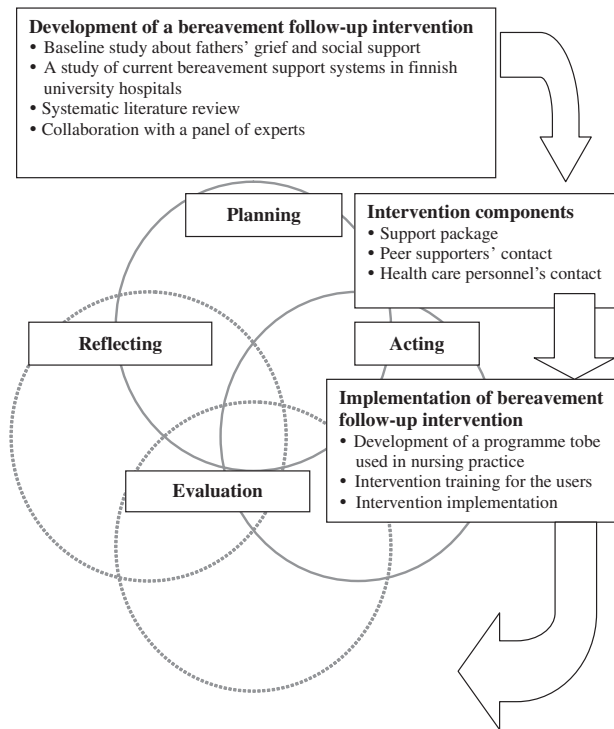 Development of a bereavement follow-up intervention
• Baseline study about fathers' grief and social support
• A study of current bereavement support systems in finnish
university hospitals
• Systematic literature review
• Collaboration with a panel of experts
Planning
Intervention components
• Support package
• Peer supporters' contact
• Health care personnel's contact
Reflecting
Acting
Implementation of bereavement
follow-up intervention
• Development of a programme tobe
used in nursing practice
• Intervention training for the users
• Intervention implementation
Evaluation